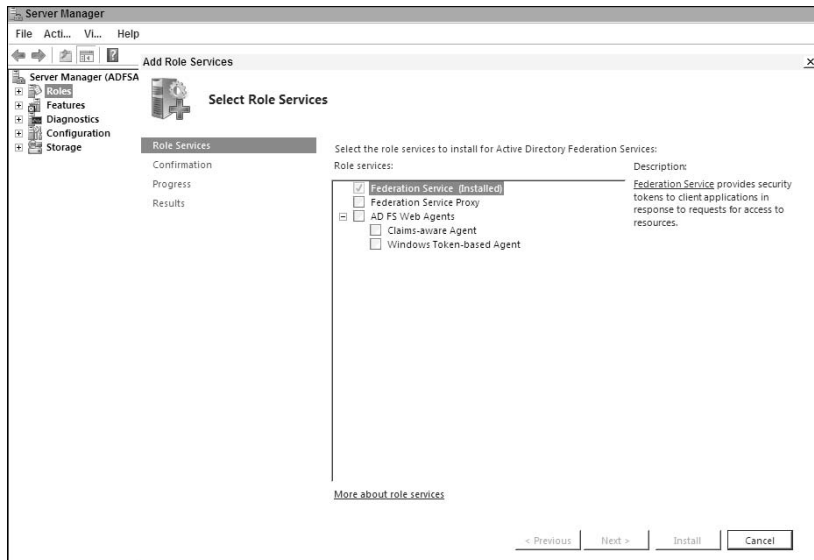 Server Manager
File Acti... Vi... Help
Add Role Services
Server Manager (ADFSA
Roles
Features
Diagnostics
Configuration
Storage
Select Role Services
Role Services
Confirmation
Progress
Results
Select the role services to install for Active Directory Federation Services:
Role services:
Federation Service (Installed)
Federation Service Proxy
AD FS Web Agents
Claims-aware Agent
Windows Token-based Agent
Description:
Federation Service provides security
tokens to client applications in
response to requests for access to
resources.
More about role services
< Previous Next > Install Cancel